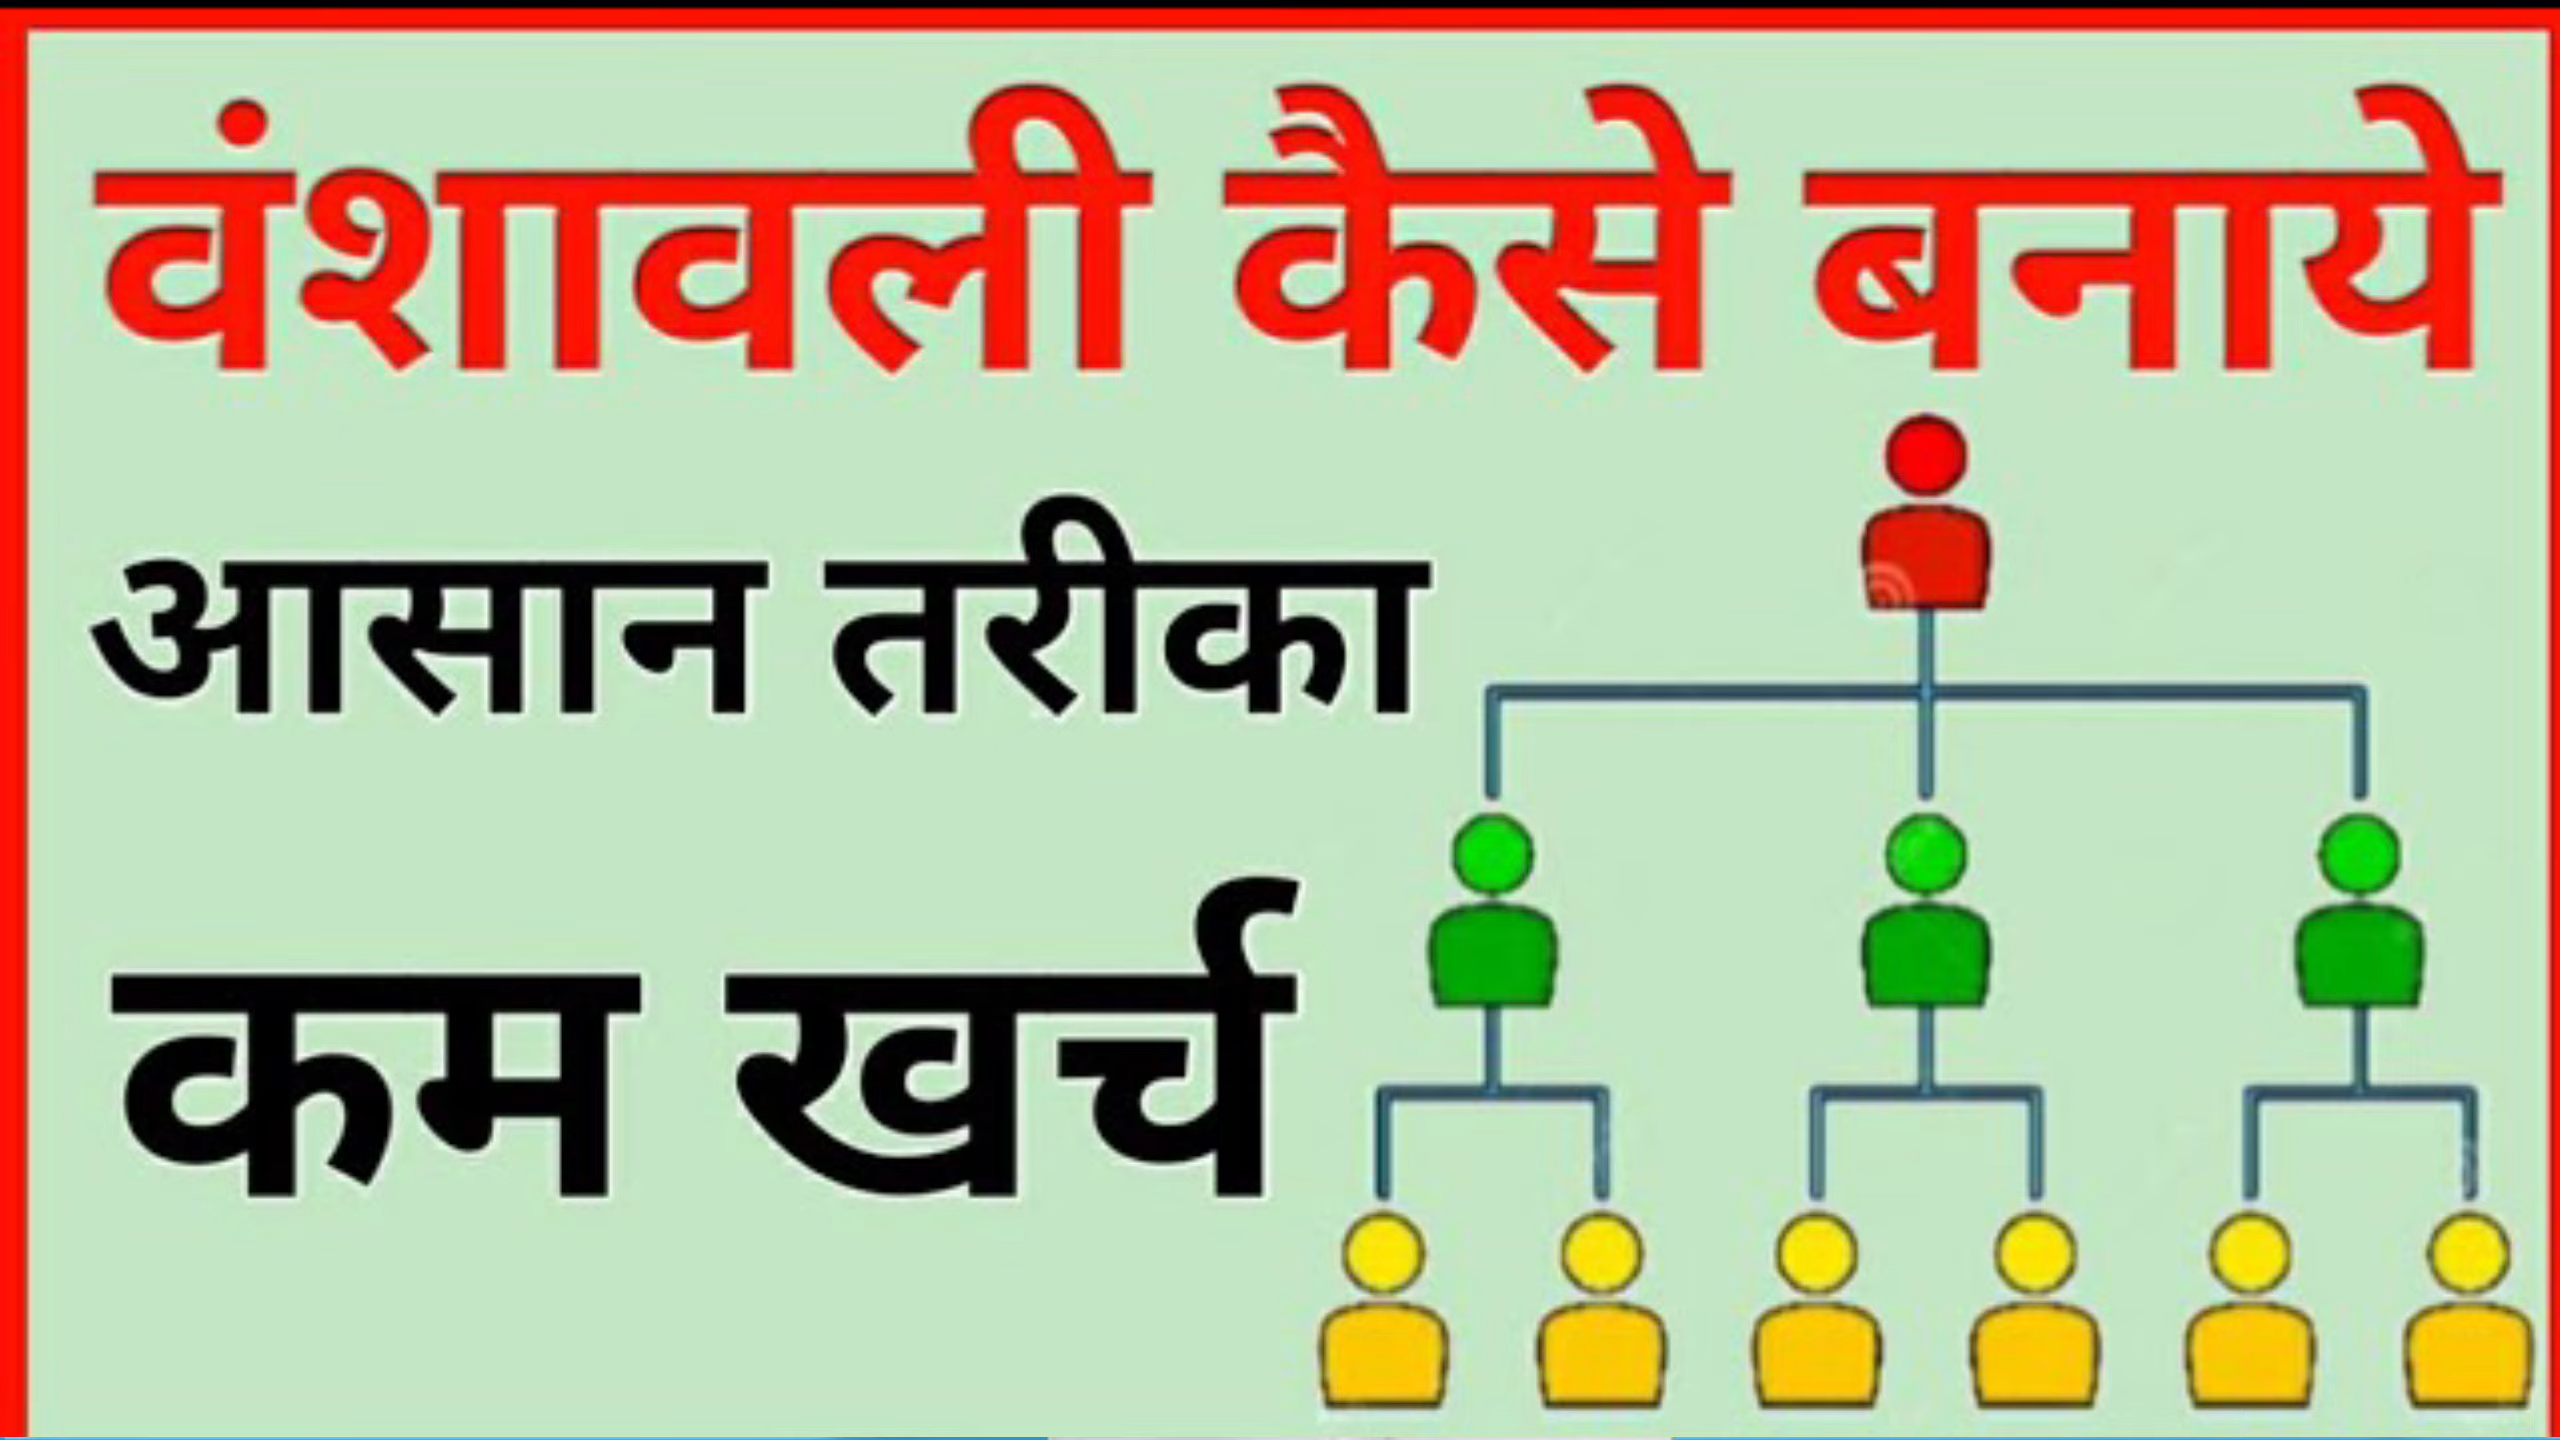 वंशावली कैसे बनाये
आसान तरीका
कम खर्च